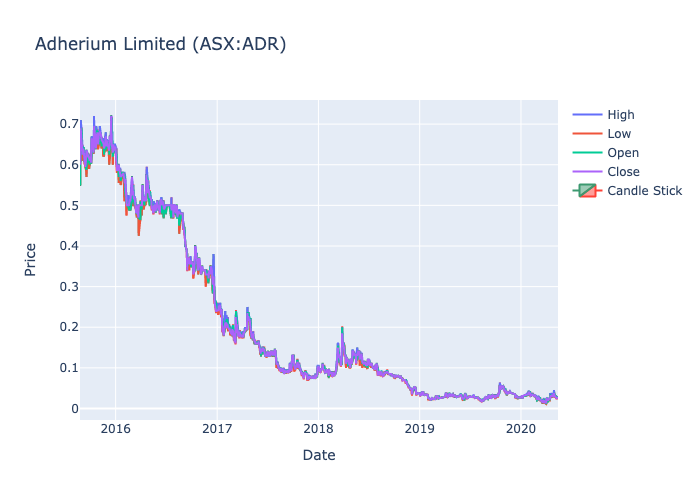 Adherium Limited (ASX:ADR)
High
Low
Open
Close
Candle Stick
Price
0.7
0.6
0.5
0.4
0.3
0.2
0.1
0
2016 2017 2018 2019 2020
Date